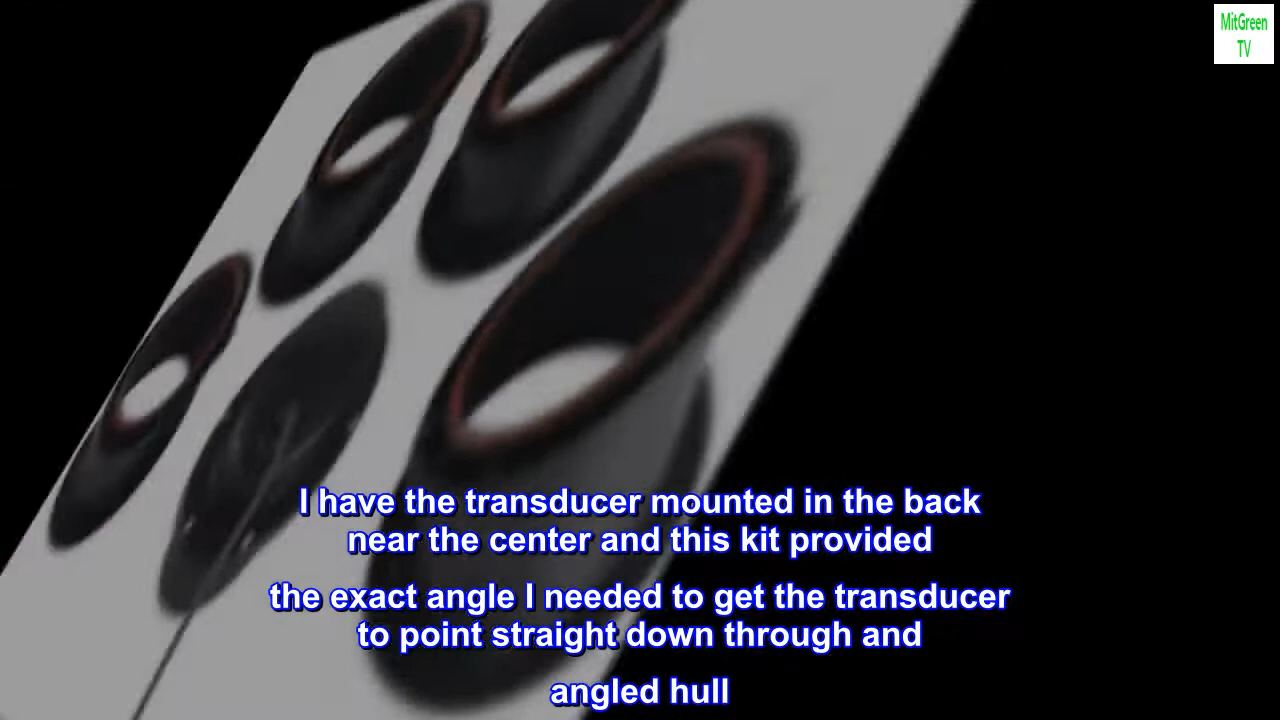 MitGreen
TV
I have the transducer mounted in the back
near the center and this kit provided
the exact angle I needed to get the transducer
to point straight down through and
angled hull